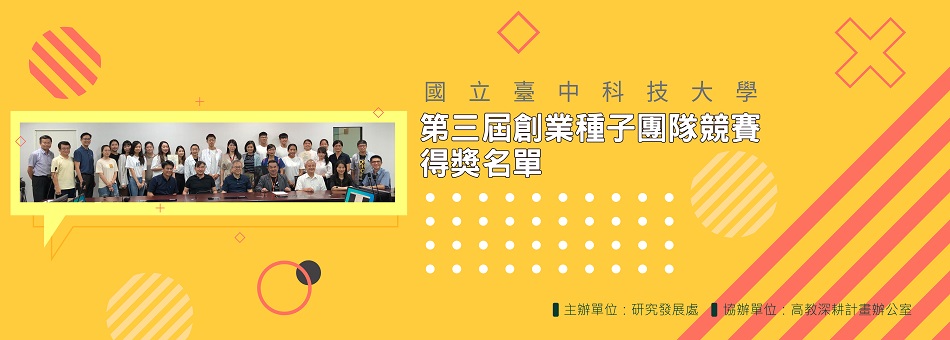 國立臺中科技大學
第三屆創業種子團隊競賽
得獎名單
主辦單位：研究發展處 協辦單位：高教深耕計畫辦公室